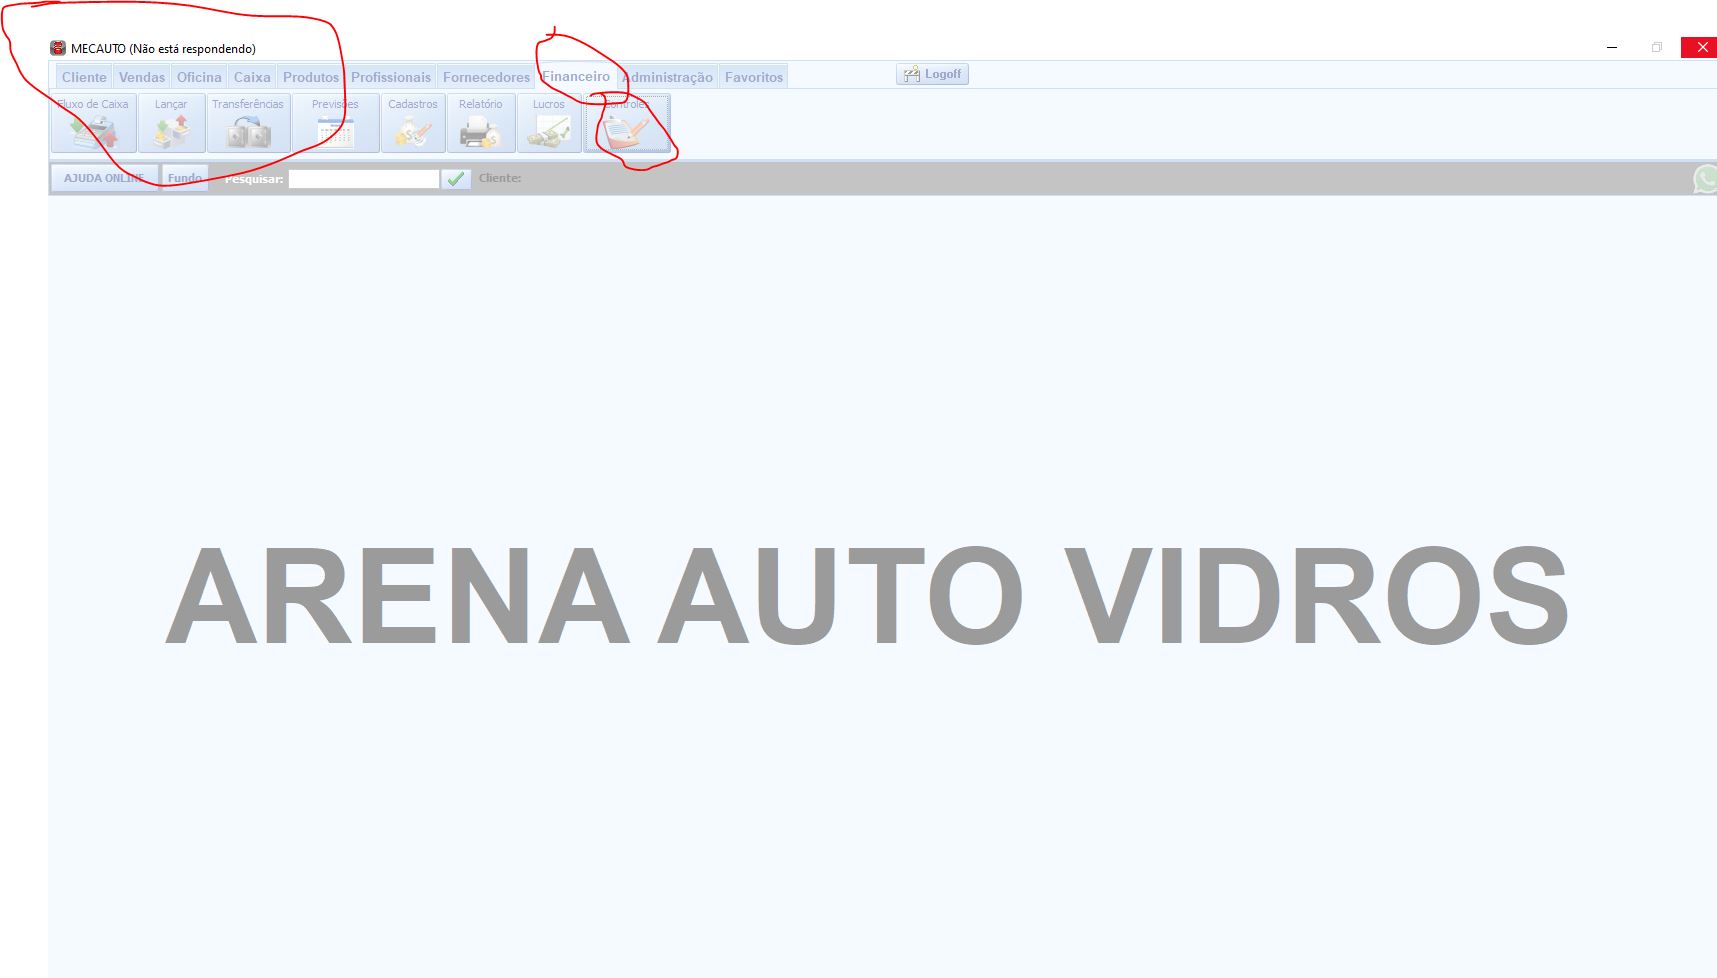 MECAUTO (Não está respondendo)
Cliente Vendas Oficina Caixa Produtos Profissionais Fornecedores Financeiro Administração Favoritos Logoff
Fluxo de Caixa Lançar Transferências Previsões Cadastros Relatório Lucros Controles
AJUDA ONLINE Fundo Pesquisar: Cliente:
ARENA AUTO VIDROS